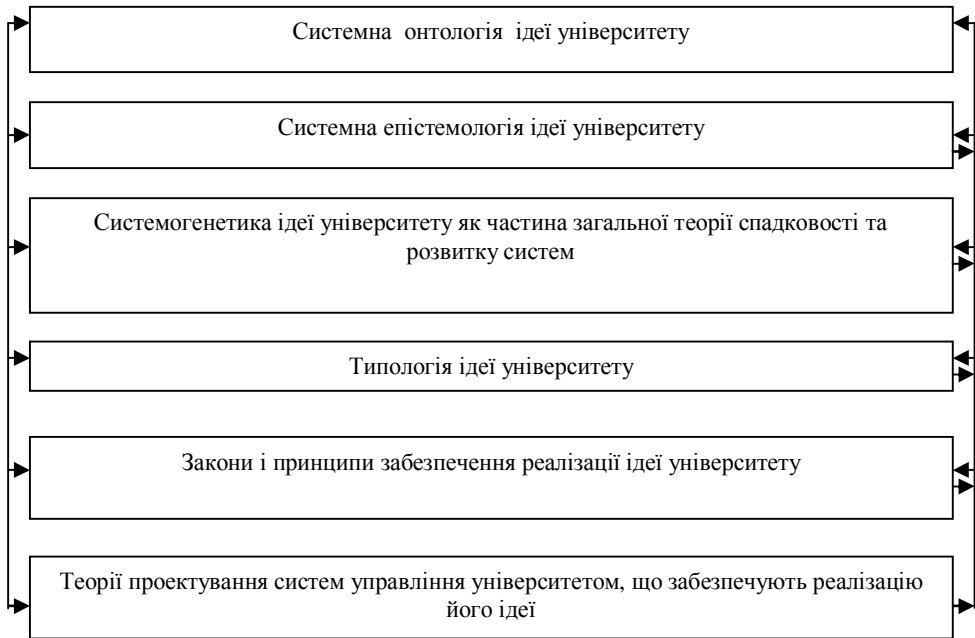 Системна онтологія ідеї університету
Системна епістемологія ідеї університету
Системогенетика ідеї університету як частина загальної теорії спадковості та
розвитку систем
Типологія ідеї університету
Закони і принципи забезпечення реалізації ідеї університету
Теорії проектування систем управління університетом, що забезпечують реалізацію
його ідеї